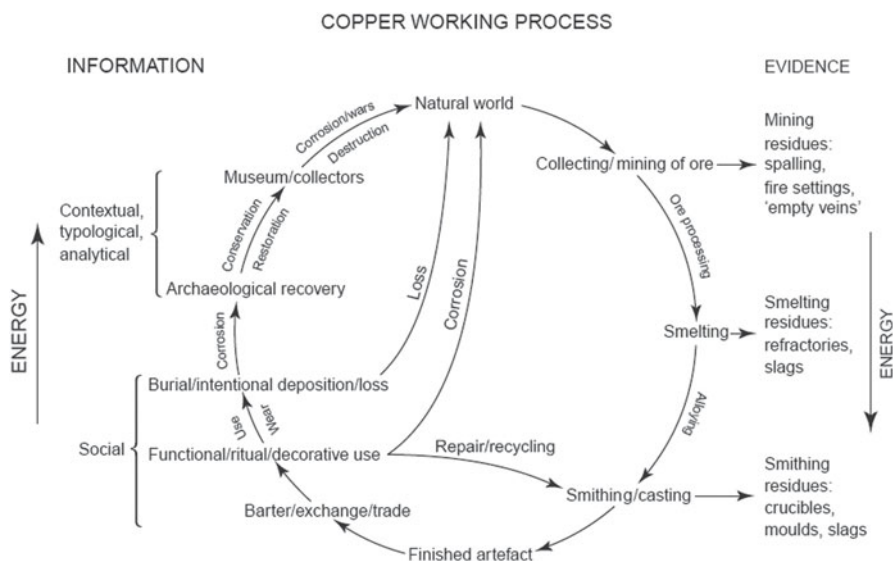 COPPER WORKING PROCESS
INFORMATION
EVIDENCE
Natural world
Corrosion/wars
Destruction
Mining
residues:
spalling,
fire settings,
‘empty veins’
Collecting/ mining of ore
Museum/collectors
Contextual,
typological,
analytical
Conservation
Restoration
Ore processing
Loss
Corrosion
Archaeological recovery
ENERGY
ENERGY
Smelting
residues:
refractories,
slags
Smelting
Corrosion
Burial/intentional deposition/loss
Alloying
Use
Wear
Social
Functional/ritual/decorative use
Repair/recycling
Smithing
residues:
crucibles,
moulds, slags
Smithing/casting
Barter/exchange/trade
Finished artefact